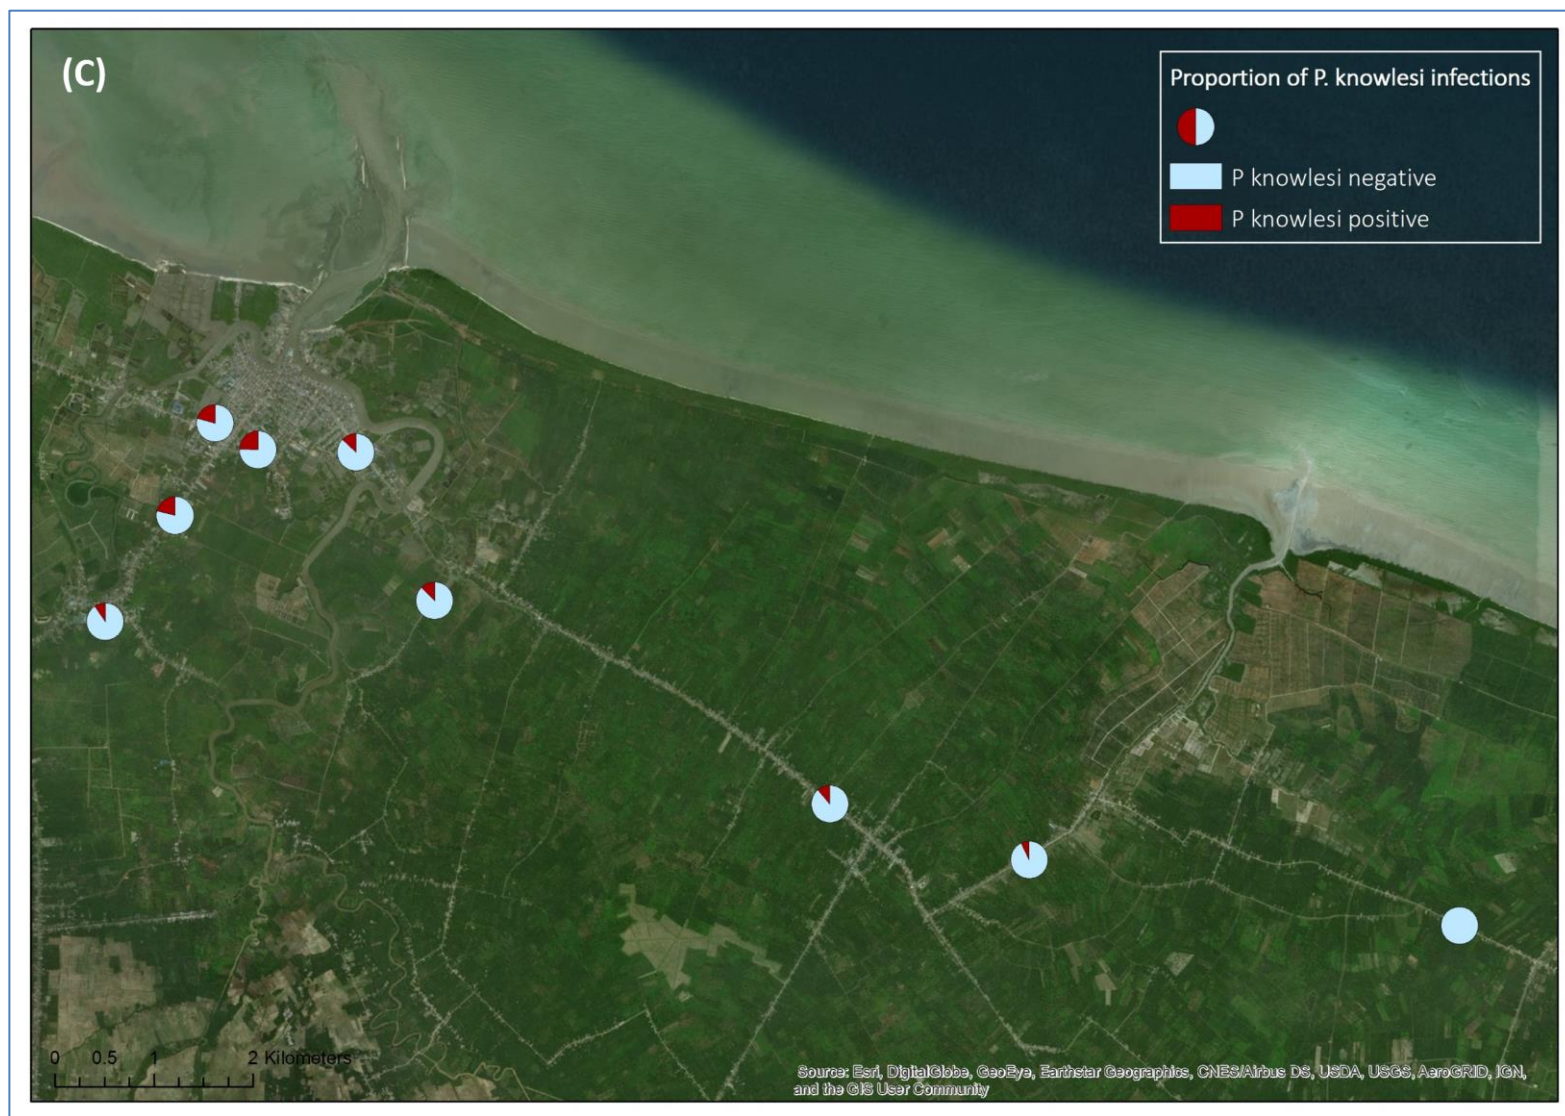 (C)
Proportion of P. knowlesi infections
P knowlesi negative
P knowlesi positive
0 0.5 1 2 Kilometers
Source: Esri, DigitalGlobe, GeoEye, Earthstar Geographics, CNES/Airbus DS, USDA, USGS, AeroGRID, IGN,
and the GIS User Community